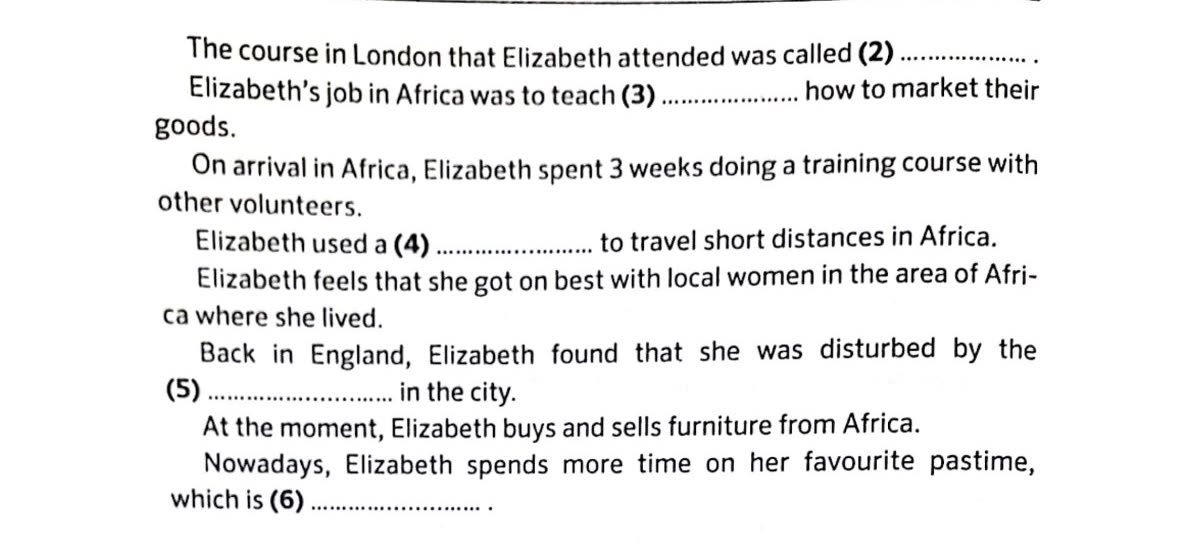 The course in London that Elizabeth attended was called (2) ................... .
Elizabeth's job in Africa was to teach (3) ..................... how to market their
goods.
On arrival in Africa, Elizabeth spent 3 weeks doing a training course with
other volunteers.
Elizabeth used a (4) ........................ to travel short distances in Africa.
Elizabeth feels that she got on best with local women in the area of Afri-
ca where she lived.
Back in England, Elizabeth found that she was disturbed by the
(5) ............................ in the city.
At the moment, Elizabeth buys and sells furniture from Africa.
Nowadays, Elizabeth spends more time on her favourite pastime,
which is (6) .......................... .